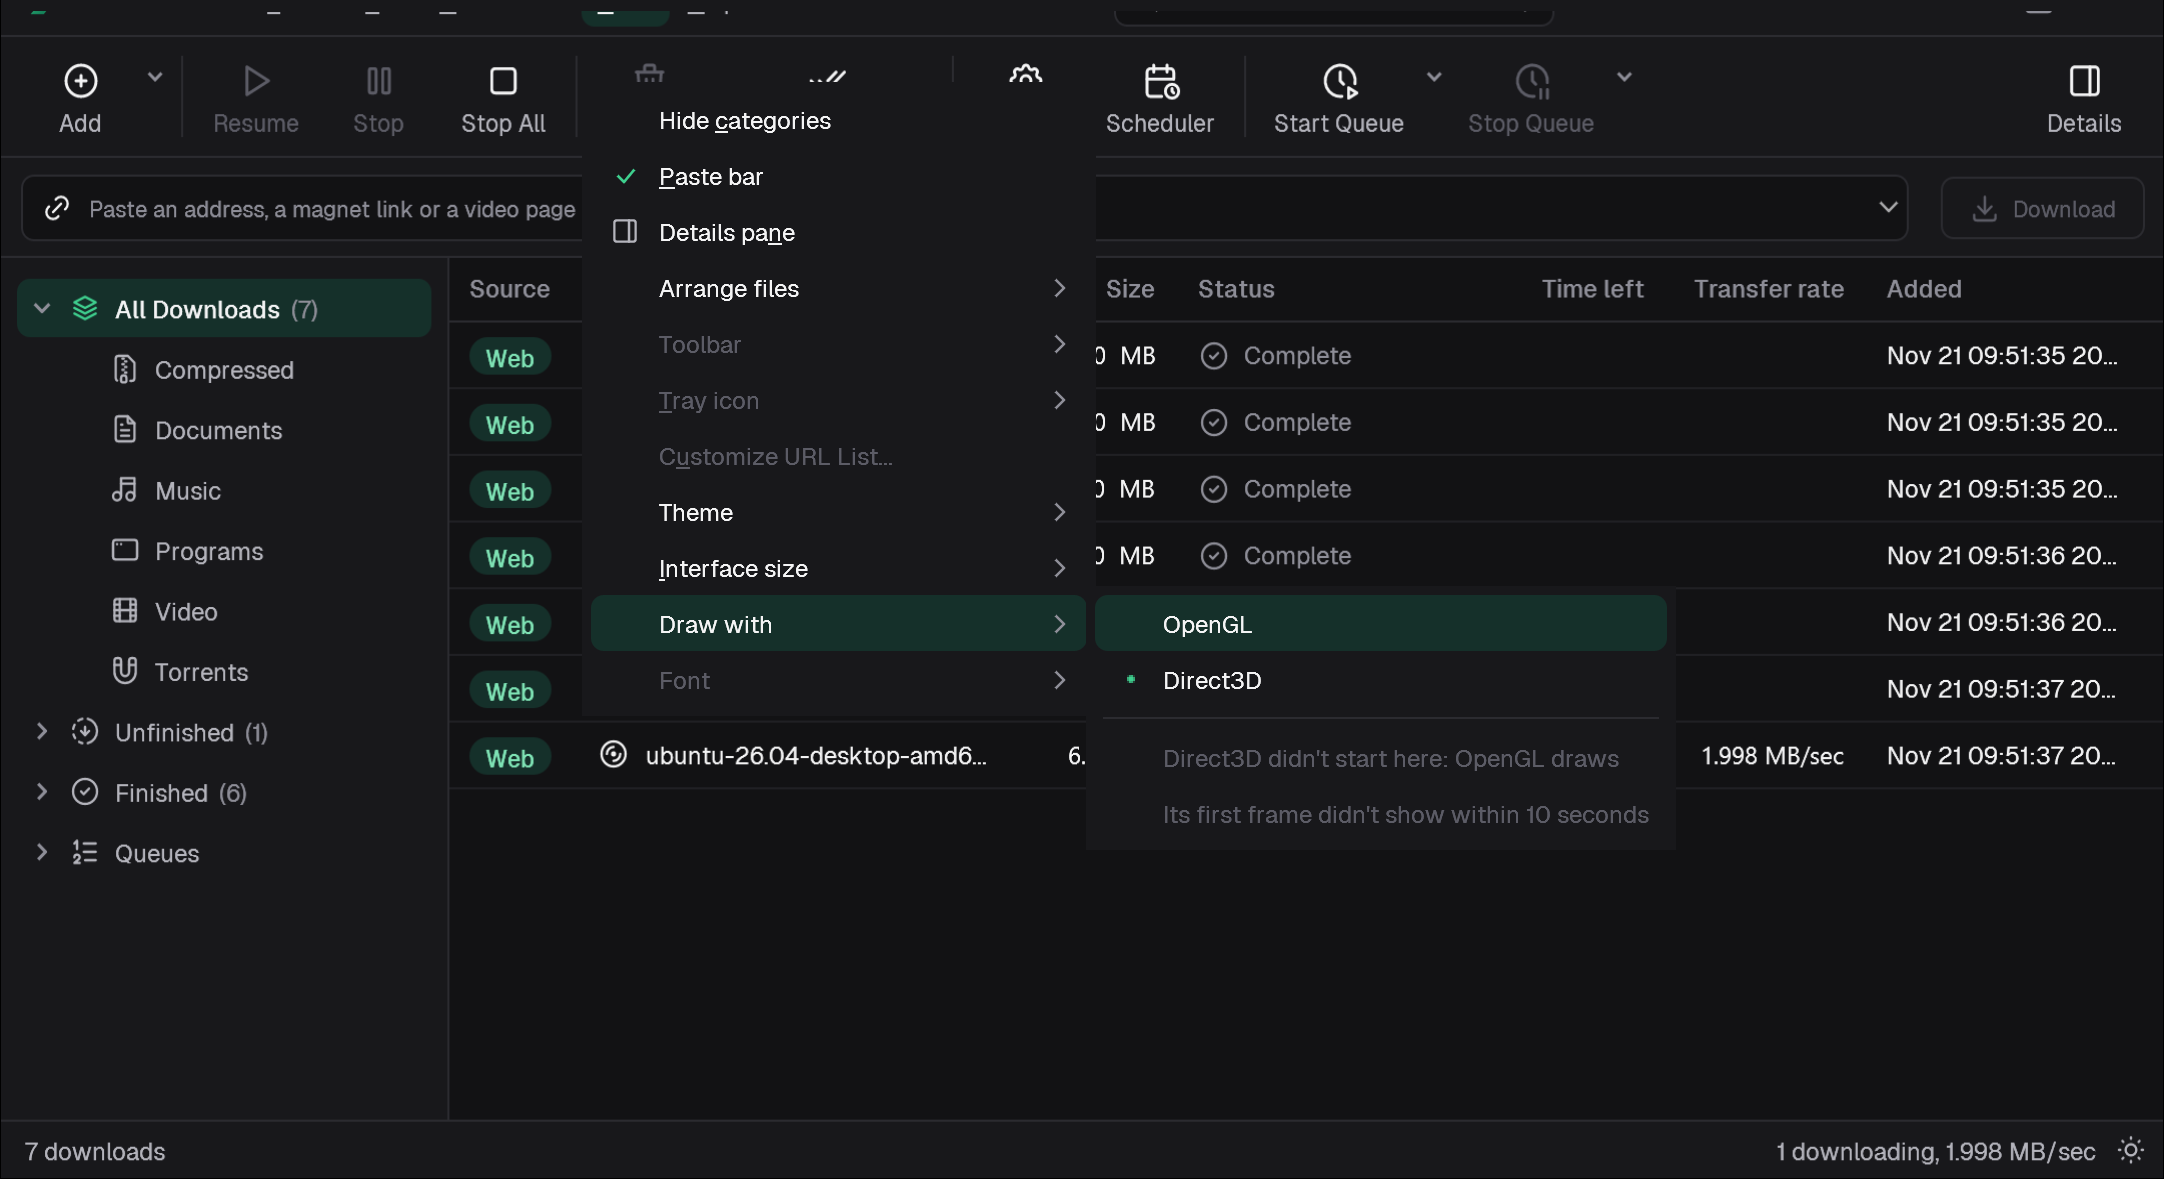 Add
Resume
Stop
Stop All
Scheduler
Start Queue
Stop Queue
Details
Hide categories
Paste bar
Details pane
Arrange files
Toolbar
Tray icon
Customize URL List...
Theme
Interface size
Draw with
Font
OpenGL
Direct3D
Direct3D didn't start here: OpenGL draws
Its first frame didn't show within 10 seconds
Paste an address, a magnet link or a video page
Download
All Downloads (7)
Compressed
Documents
Music
Programs
Video
Torrents
Unfinished (1)
Finished (6)
Queues
Source Size Status Time left Transfer rate Added
Web 0 MB Complete Nov 21 09:51:35 20...
Web 0 MB Complete Nov 21 09:51:35 20...
Web 0 MB Complete Nov 21 09:51:35 20...
Web 0 MB Complete Nov 21 09:51:36 20...
Web Nov 21 09:51:36 20...
Web Nov 21 09:51:37 20...
Web ubuntu-26.04-desktop-amd6... 6. 1.998 MB/sec Nov 21 09:51:37 20...
7 downloads
1 downloading, 1.998 MB/sec